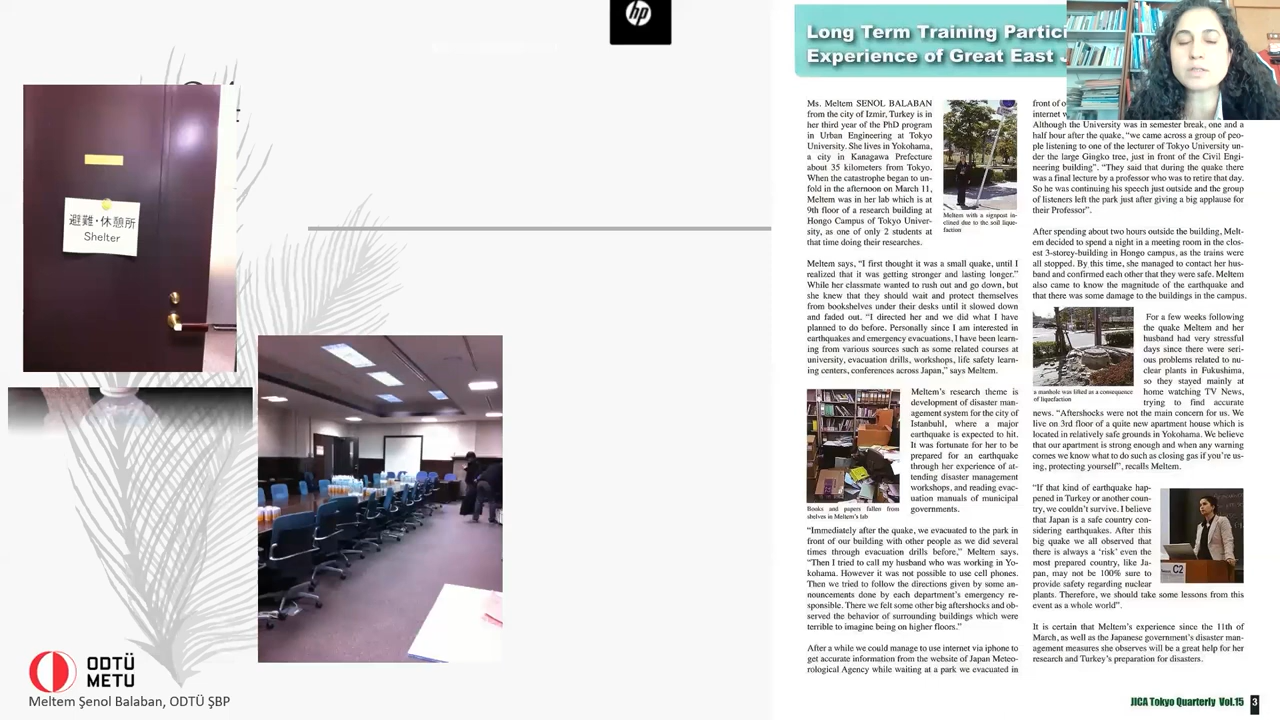 hp
避難・休憩所
Shelter
ODTÜ
METU
Meltem Şenol Balaban, ODTÜ ŞBP
Long Term Training Partici
Experience of Great East J
Ms. Meltem SENOL BALABAN
from the city of Izmir, Turkey is in
her third year of the PhD program
in Urban Engineering at Tokyo
University. She lives in Yokohama,
a city in Kanagawa Prefecture
about 35 kilometers from Tokyo.
When the catastrophe began to un-
fold in the afternoon on March 11,
Meltem was in her lab which is at
9th floor of a research building at
Hongo Campus of Tokyo Univer-
sity, as one of only 2 students at
that time doing their researches.
Meltem with a signpost in-
clined due to the soil lique-
faction
Meltem says, “I first thought it was a small quake, until I
realized that it was getting stronger and lasting longer.”
While her classmate wanted to rush out and go down, but
she knew that they should wait and protect themselves
from bookshelves under their desks until it slowed down
and faded out. “I directed her and we did what I have
planned to do before. Personally since I am interested in
earthquakes and emergency evacuations, I have been learn-
ing from various sources such as some related courses at
university, evacuation drills, workshops, life safety learn-
ing centers, conferences across Japan,” says Meltem.
Meltem’s research theme is
development of disaster man-
agement system for the city of
Istanbuhl, where a major
earthquake is expected to hit.
It was fortunate for her to be
prepared for an earthquake
through her experience of at-
tending disaster management
workshops, and reading evac-
uation manuals of municipal
governments.
Books and papers fallen from
shelves in Meltem's lab
“Immediately after the quake, we evacuated to the park in
front of our building with other people as we did several
times through evacuation drills before,” Meltem says.
“Then I tried to call my husband who was working in Yo-
kohama. However it was not possible to use cell phones.
Then we tried to follow the directions given by some an-
nouncements done by each department’s emergency re-
sponsible. There we felt some other big aftershocks and ob-
served the behavior of surrounding buildings which were
terrible to imagine being on higher floors.”
After a while we could manage to use internet via iphone to
get accurate information from the website of Japan Meteo-
rological Agency while waiting at a park we evacuated in
front of o
internet w
Although the University was in semester break, one and a
half hour after the quake, “we came across a group of peo-
ple listening to one of the lecturer of Tokyo University un-
der the large Gingko tree, just in front of the Civil Engi-
neering building”. “They said that during the quake there
was a final lecture by a professor who was to retire that day.
So he was continuing his speech just outside and the group
of listeners left the park just after giving a big applause for
their Professor”.
After spending about two hours outside the building, Melt-
em decided to spend a night in a meeting room in the clos-
est 3-storey-building in Hongo campus, as the trains were
all stopped. By this time, she managed to contact her hus-
band and confirmed each other that they were safe. Meltem
also came to know the magnitude of the earthquake and
that there was some damage to the buildings in the campus.
a manhole was lifted as a consequence
of liquefaction
For a few weeks following
the quake Meltem and her
husband had very stressful
days since there were seri-
ous problems related to nu-
clear plants in Fukushima,
so they stayed mainly at
home watching TV News,
trying to find accurate
news. “Aftershocks were not the main concern for us. We
live on 3rd floor of a quite new apartment house which is
located in relatively safe grounds in Yokohama. We believe
that our apartment is strong enough and when any warning
comes we know what to do such as closing gas if you’re us-
ing, protecting yourself”, recalls Meltem.
“If that kind of earthquake hap-
pened in Turkey or another coun-
try, we couldn’t survive. I believe
that Japan is a safe country con-
sidering earthquakes. After this
big quake we all observed that
there is always a ‘risk’ even the
most prepared country, like Ja-
pan, may not be 100% sure to
provide safety regarding nuclear
plants. Therefore, we should take some lessons from this
event as a whole world”.
C2
It is certain that Meltem’s experience since the 11th of
March, as well as the Japanese government’s disaster man-
agement measures she observes will be a great help for her
research and Turkey’s preparation for disasters.
JICA Tokyo Quarterly Vol.15 3